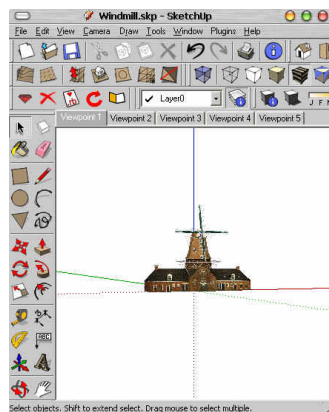 Windmill.skp - SketchUp
File Edit View Camera Draw Tools Window Plugins Help
Layer0
J F M
Viewpoint 1 Viewpoint 2 Viewpoint 3 Viewpoint 4 Viewpoint 5
ABC
Select objects. Shift to extend select. Drag mouse to select multiple.